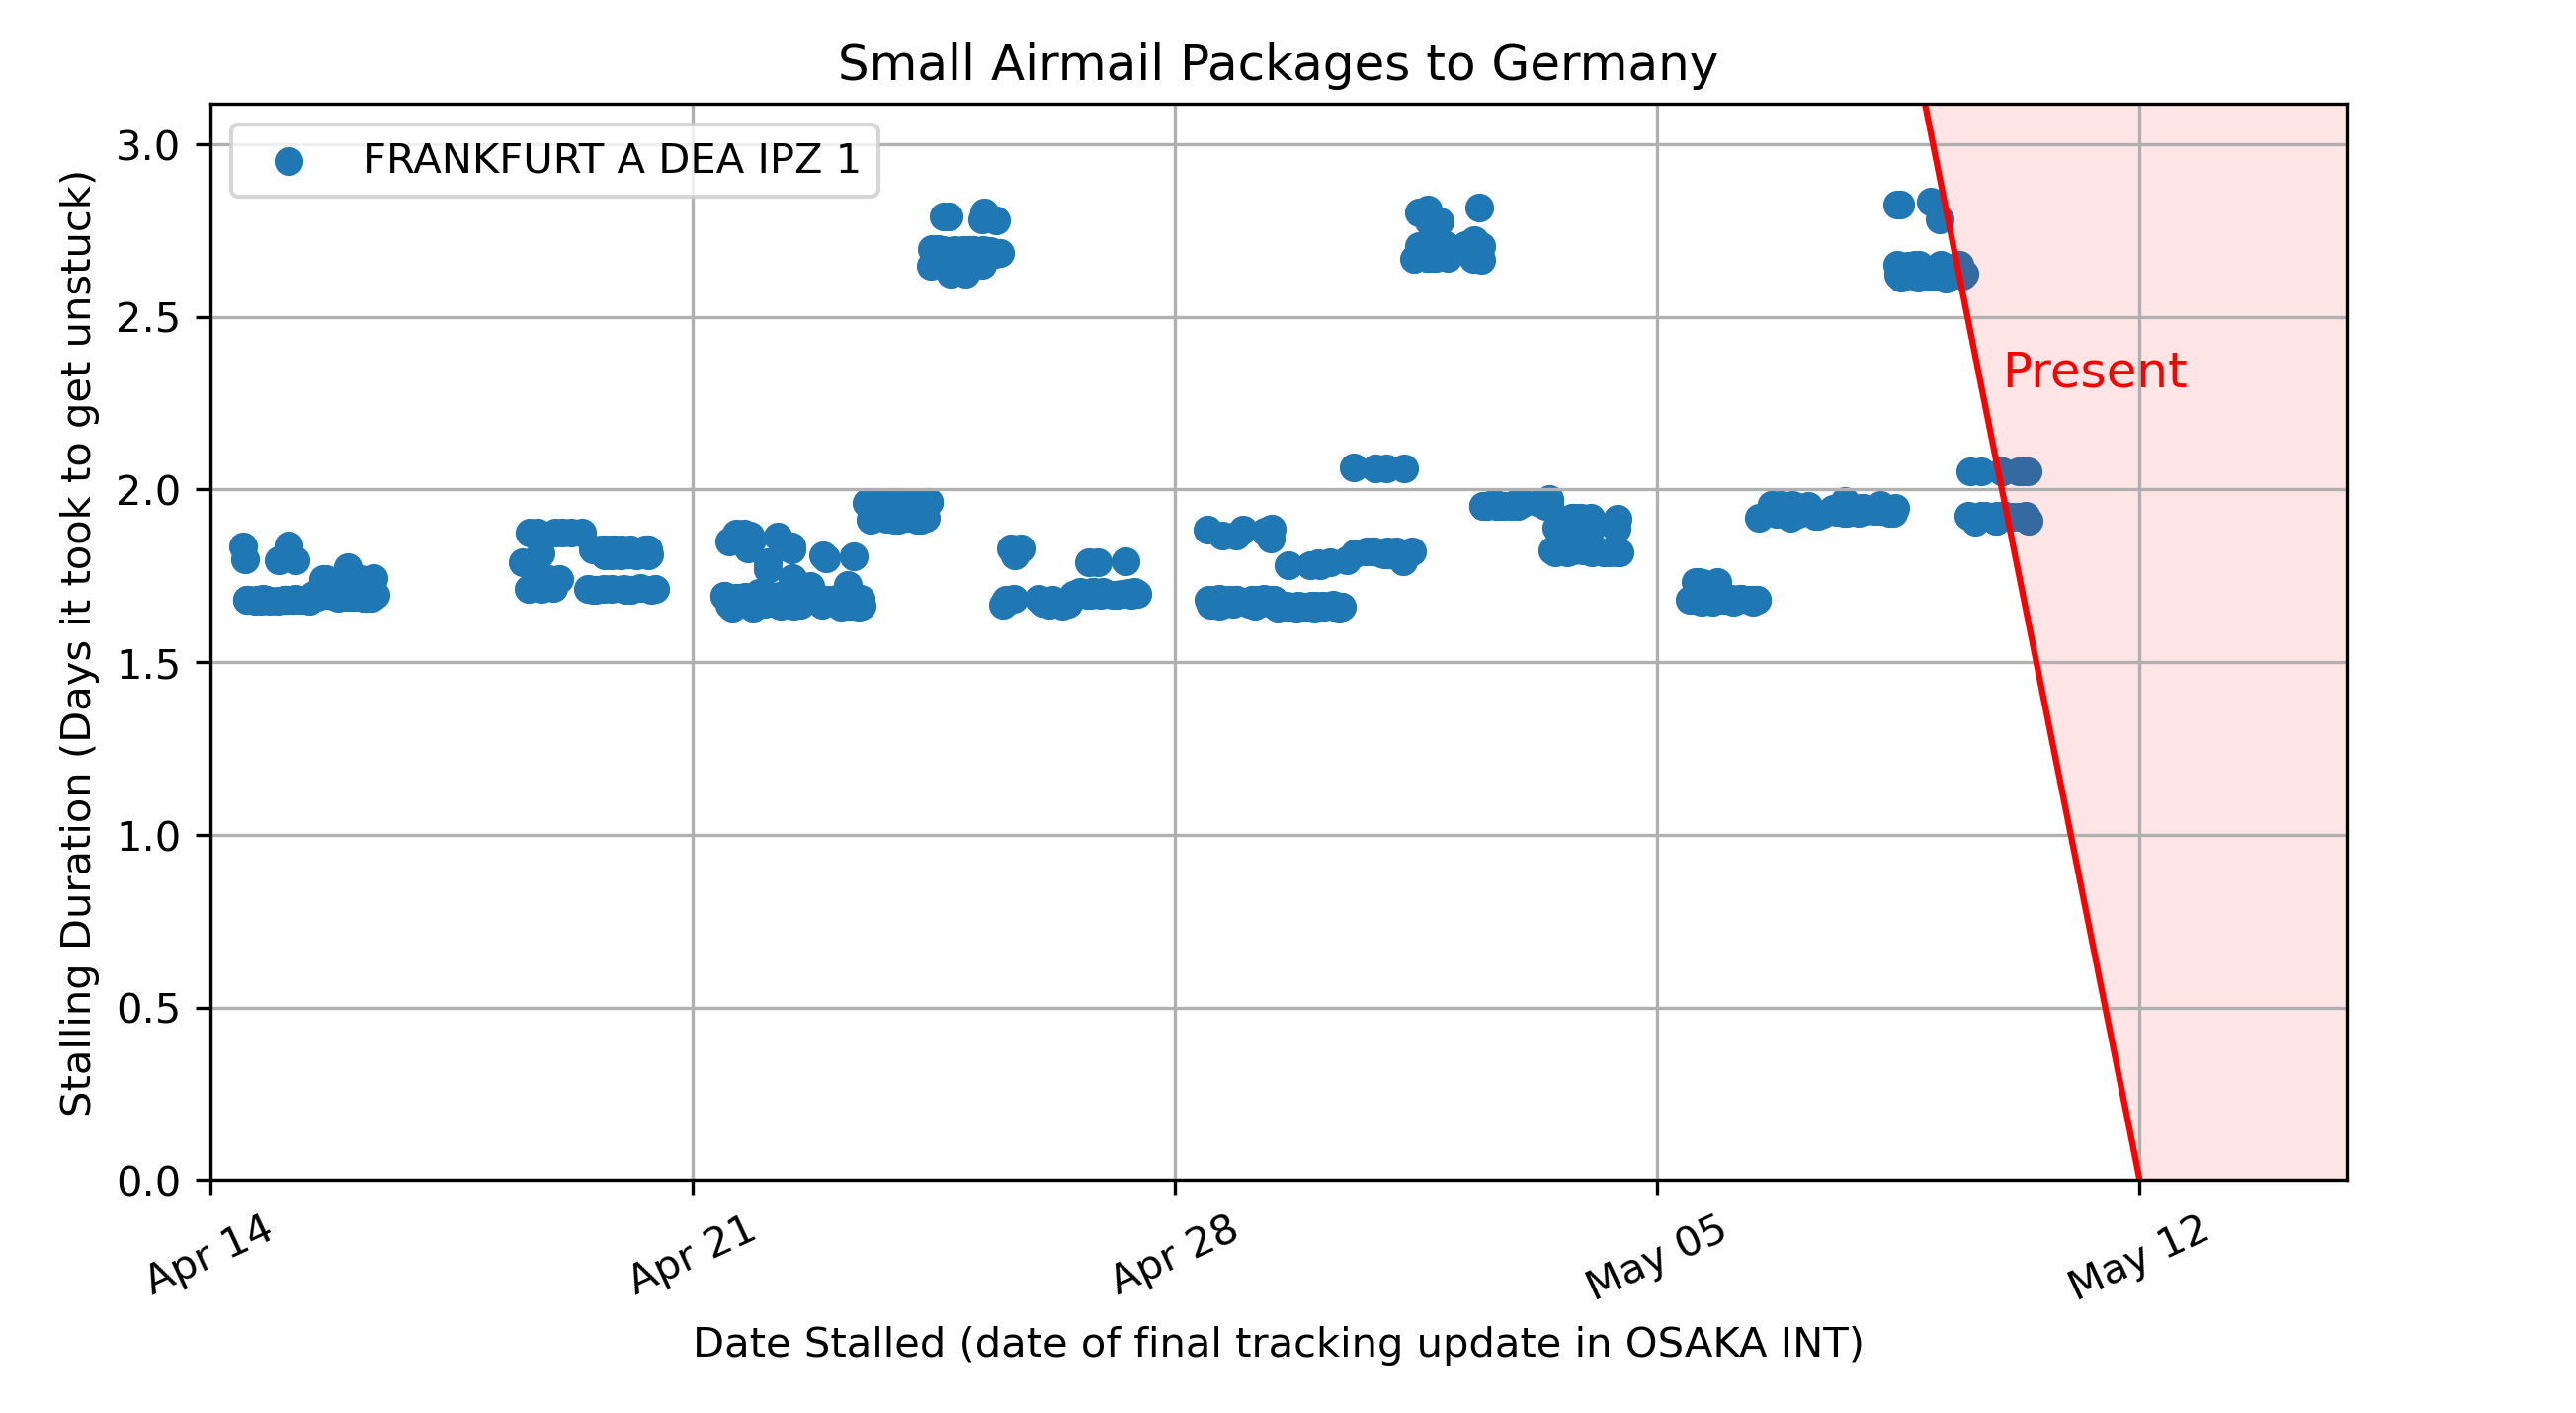 Small Airmail Packages to Germany
FRANKFURT A DEA IPZ 1
Stalling Duration (Days it took to get unstuck)
3.0
2.5
2.0
1.5
1.0
0.5
0.0
Present
Apr 14
Apr 21
Apr 28
May 05
May 12
Date Stalled (date of final tracking update in OSAKA INT)